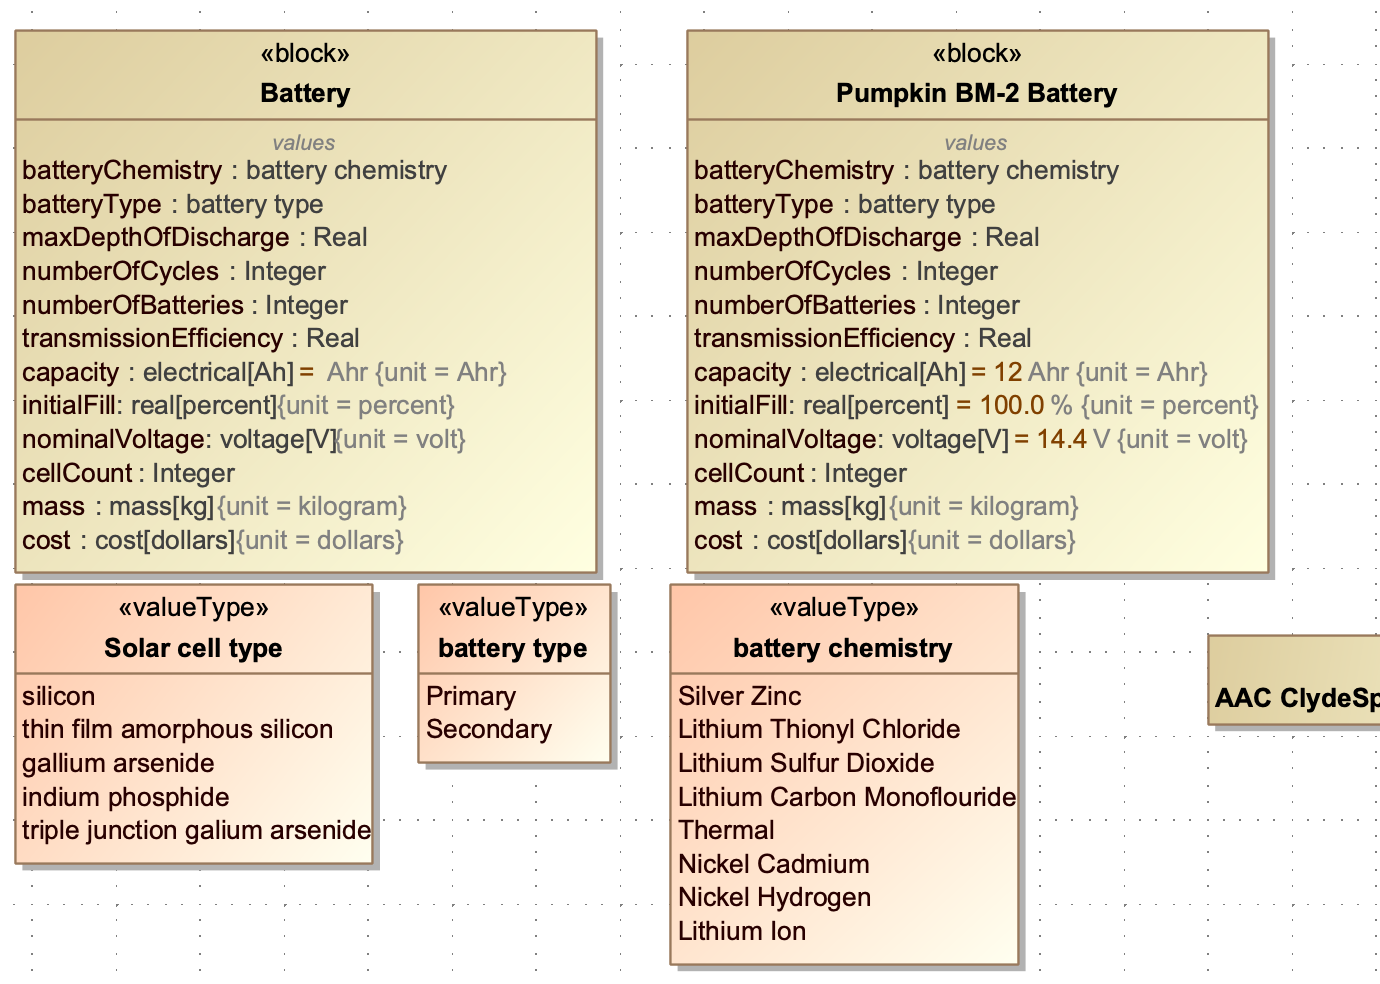 «block»
Battery
values
batteryChemistry : battery chemistry
batteryType : battery type
maxDepthOfDischarge : Real
numberOfCycles : Integer
numberOfBatteries : Integer
transmissionEfficiency : Real
capacity : electrical[Ah] = Ahr {unit = Ahr}
initialFill: real[percent]{unit = percent}
nominalVoltage: voltage[V]{unit = volt}
cellCount : Integer
mass : mass[kg]{unit = kilogram}
cost : cost[dollars]{unit = dollars}
«block»
Pumpkin BM-2 Battery
values
batteryChemistry : battery chemistry
batteryType : battery type
maxDepthOfDischarge : Real
numberOfCycles : Integer
numberOfBatteries : Integer
transmissionEfficiency : Real
capacity : electrical[Ah] = 12 Ahr {unit = Ahr}
initialFill: real[percent] = 100.0 % {unit = percent}
nominalVoltage: voltage[V] = 14.4 V {unit = volt}
cellCount : Integer
mass : mass[kg]{unit = kilogram}
cost : cost[dollars]{unit = dollars}
«valueType»
Solar cell type
silicon
thin film amorphous silicon
gallium arsenide
indium phosphide
triple junction galium arsenide
«valueType»
battery type
Primary
Secondary
«valueType»
battery chemistry
Silver Zinc
Lithium Thionyl Chloride
Lithium Sulfur Dioxide
Lithium Carbon Monoflouride
Thermal
Nickel Cadmium
Nickel Hydrogen
Lithium Ion
AAC ClydeSp